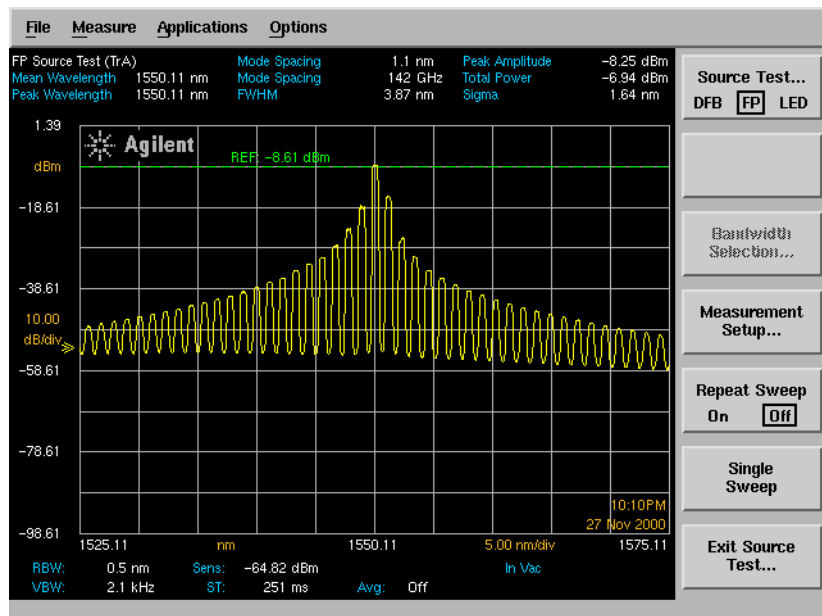 File Measure Applications Options
FP Source Test (TrA) Mode Spacing 1.1 nm Peak Amplitude -8.25 dBm
Mean Wavelength 1550.11 nm Mode Spacing 142 GHz Total Power -6.94 dBm
Peak Wavelength 1550.11 nm FWHM 3.87 nm Sigma 1.64 nm
Source Test...
DFB FP LED
1.39
Agilent
REF: -8.61 dBm
dBm
-18.61
Bandwidth
Selection...
-38.61
10.00
dB/div
Measurement
Setup...
-58.61
Repeat Sweep
On Off
-78.61
Single
Sweep
10:10PM
27 Nov 2000
-98.61
1525.11 nm 1550.11 5.00 nm/div 1575.11
Exit Source
Test...
RBW: 0.5 nm Sens: -64.82 dBm In Vac
VBW: 2.1 kHz ST: 251 ms Avg: Off